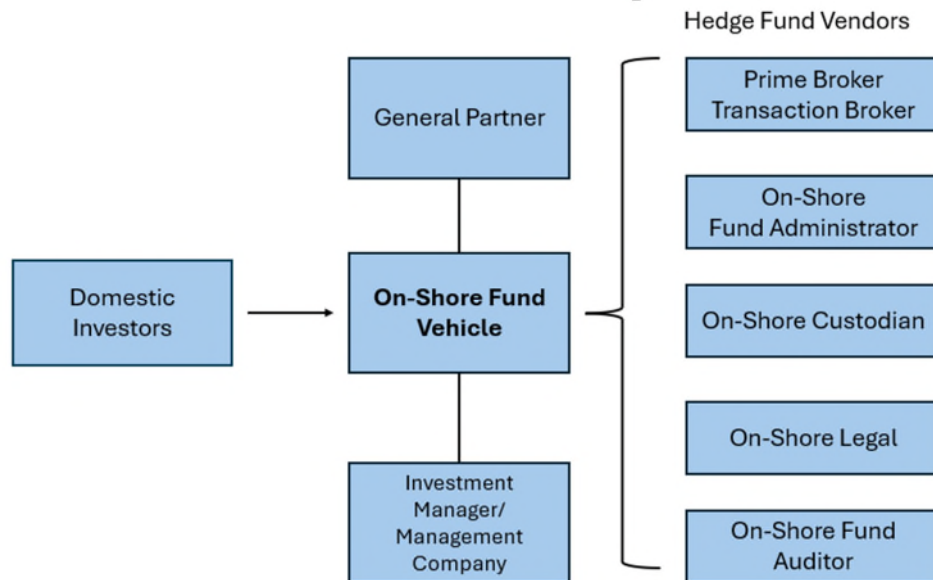 Hedge Fund Vendors
General Partner
Prime Broker
Transaction Broker
On-Shore
Fund Administrator
Domestic
Investors
On-Shore Fund
Vehicle
On-Shore Custodian
On-Shore Legal
Investment
Manager/
Management
Company
On-Shore Fund
Auditor